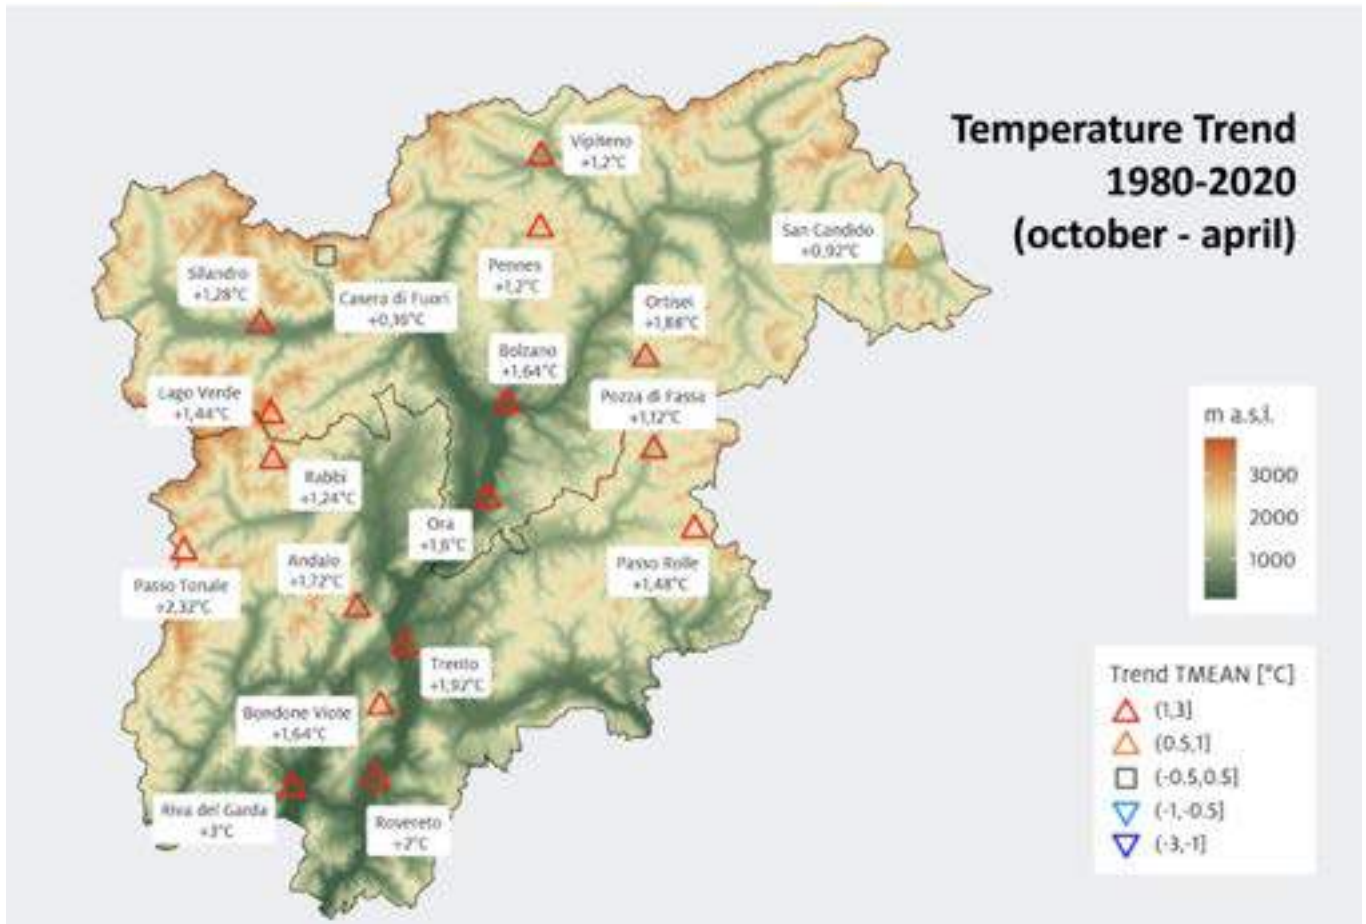 Temperature Trend
1980-2020
(october - april)
Vipiteno
+1,2°C
San Candido
+0,92°C
Pennes
+1,2°C
Silandro
+1,28°C
Casera di Fuori
+0,16°C
Ortisei
+1,88°C
Bolzano
+1,64°C
Lago Verde
+1,44°C
Pozza di Fassa
+1,12°C
Rabbi
+1,24°C
Ora
+1,6°C
Passo Rolle
+1,48°C
Passo Tonale
+2,32°C
Andalo
+1,72°C
Trento
+1,92°C
Bondone Viote
+1,64°C
Riva del Garda
+3°C
Rovereto
+2°C
m a.s.l.
3000
2000
1000
Trend TMEAN [°C]
(1,3]
(0.5,1]
(-0.5,0.5]
(-1,-0.5]
(-3,-1]